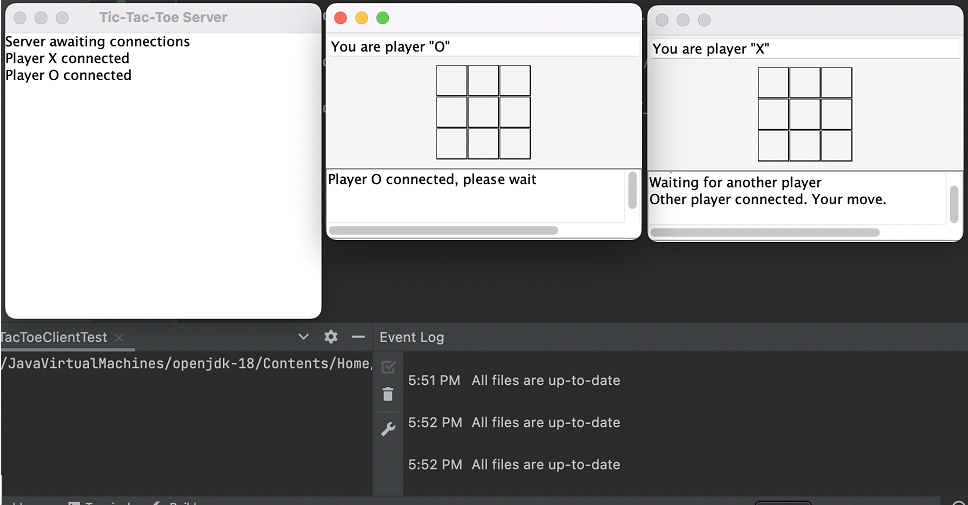 Tic-Tac-Toe Server
Server awaiting connections
Player X connected
Player O connected
You are player "O"
Player O connected, please wait
You are player "X"
Waiting for another player
Other player connected. Your move.
TacToeClientTest
/JavaVirtualMachines/openjdk-18/Contents/Home/
Event Log
5:51 PM All files are up-to-date
5:52 PM All files are up-to-date
5:52 PM All files are up-to-date